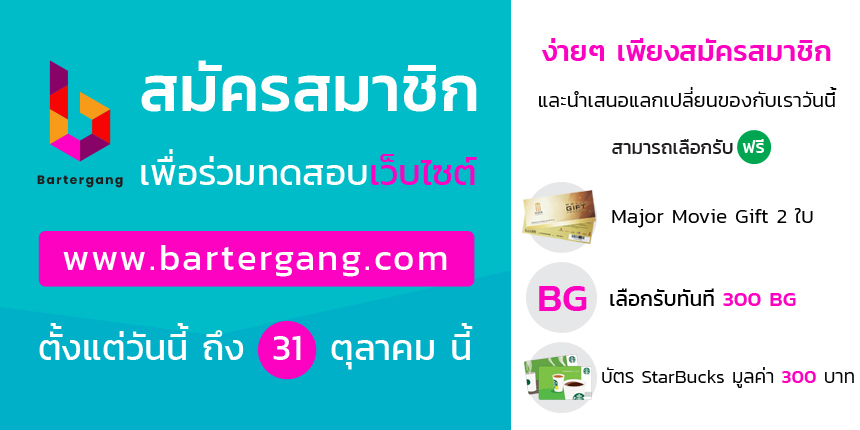 สมัครสมาชิก
Bartergang
เพื่อร่วมทดสอบเว็บไซต์
www.bartergang.com
ตั้งแต่วันนี้ ถึง 31 ตุลาคม นี้
ง่ายๆ เพียงสมัครสมาชิก
และนำเสนอแลกเปลี่ยนของกับเราวันนี้
สามารถเลือกรับ ฟรี
GIFT
Major Movie Gift 2 ใบ
BG
เลือกรับทันที 300 BG
บัตร StarBucks มูลค่า 300 บาท